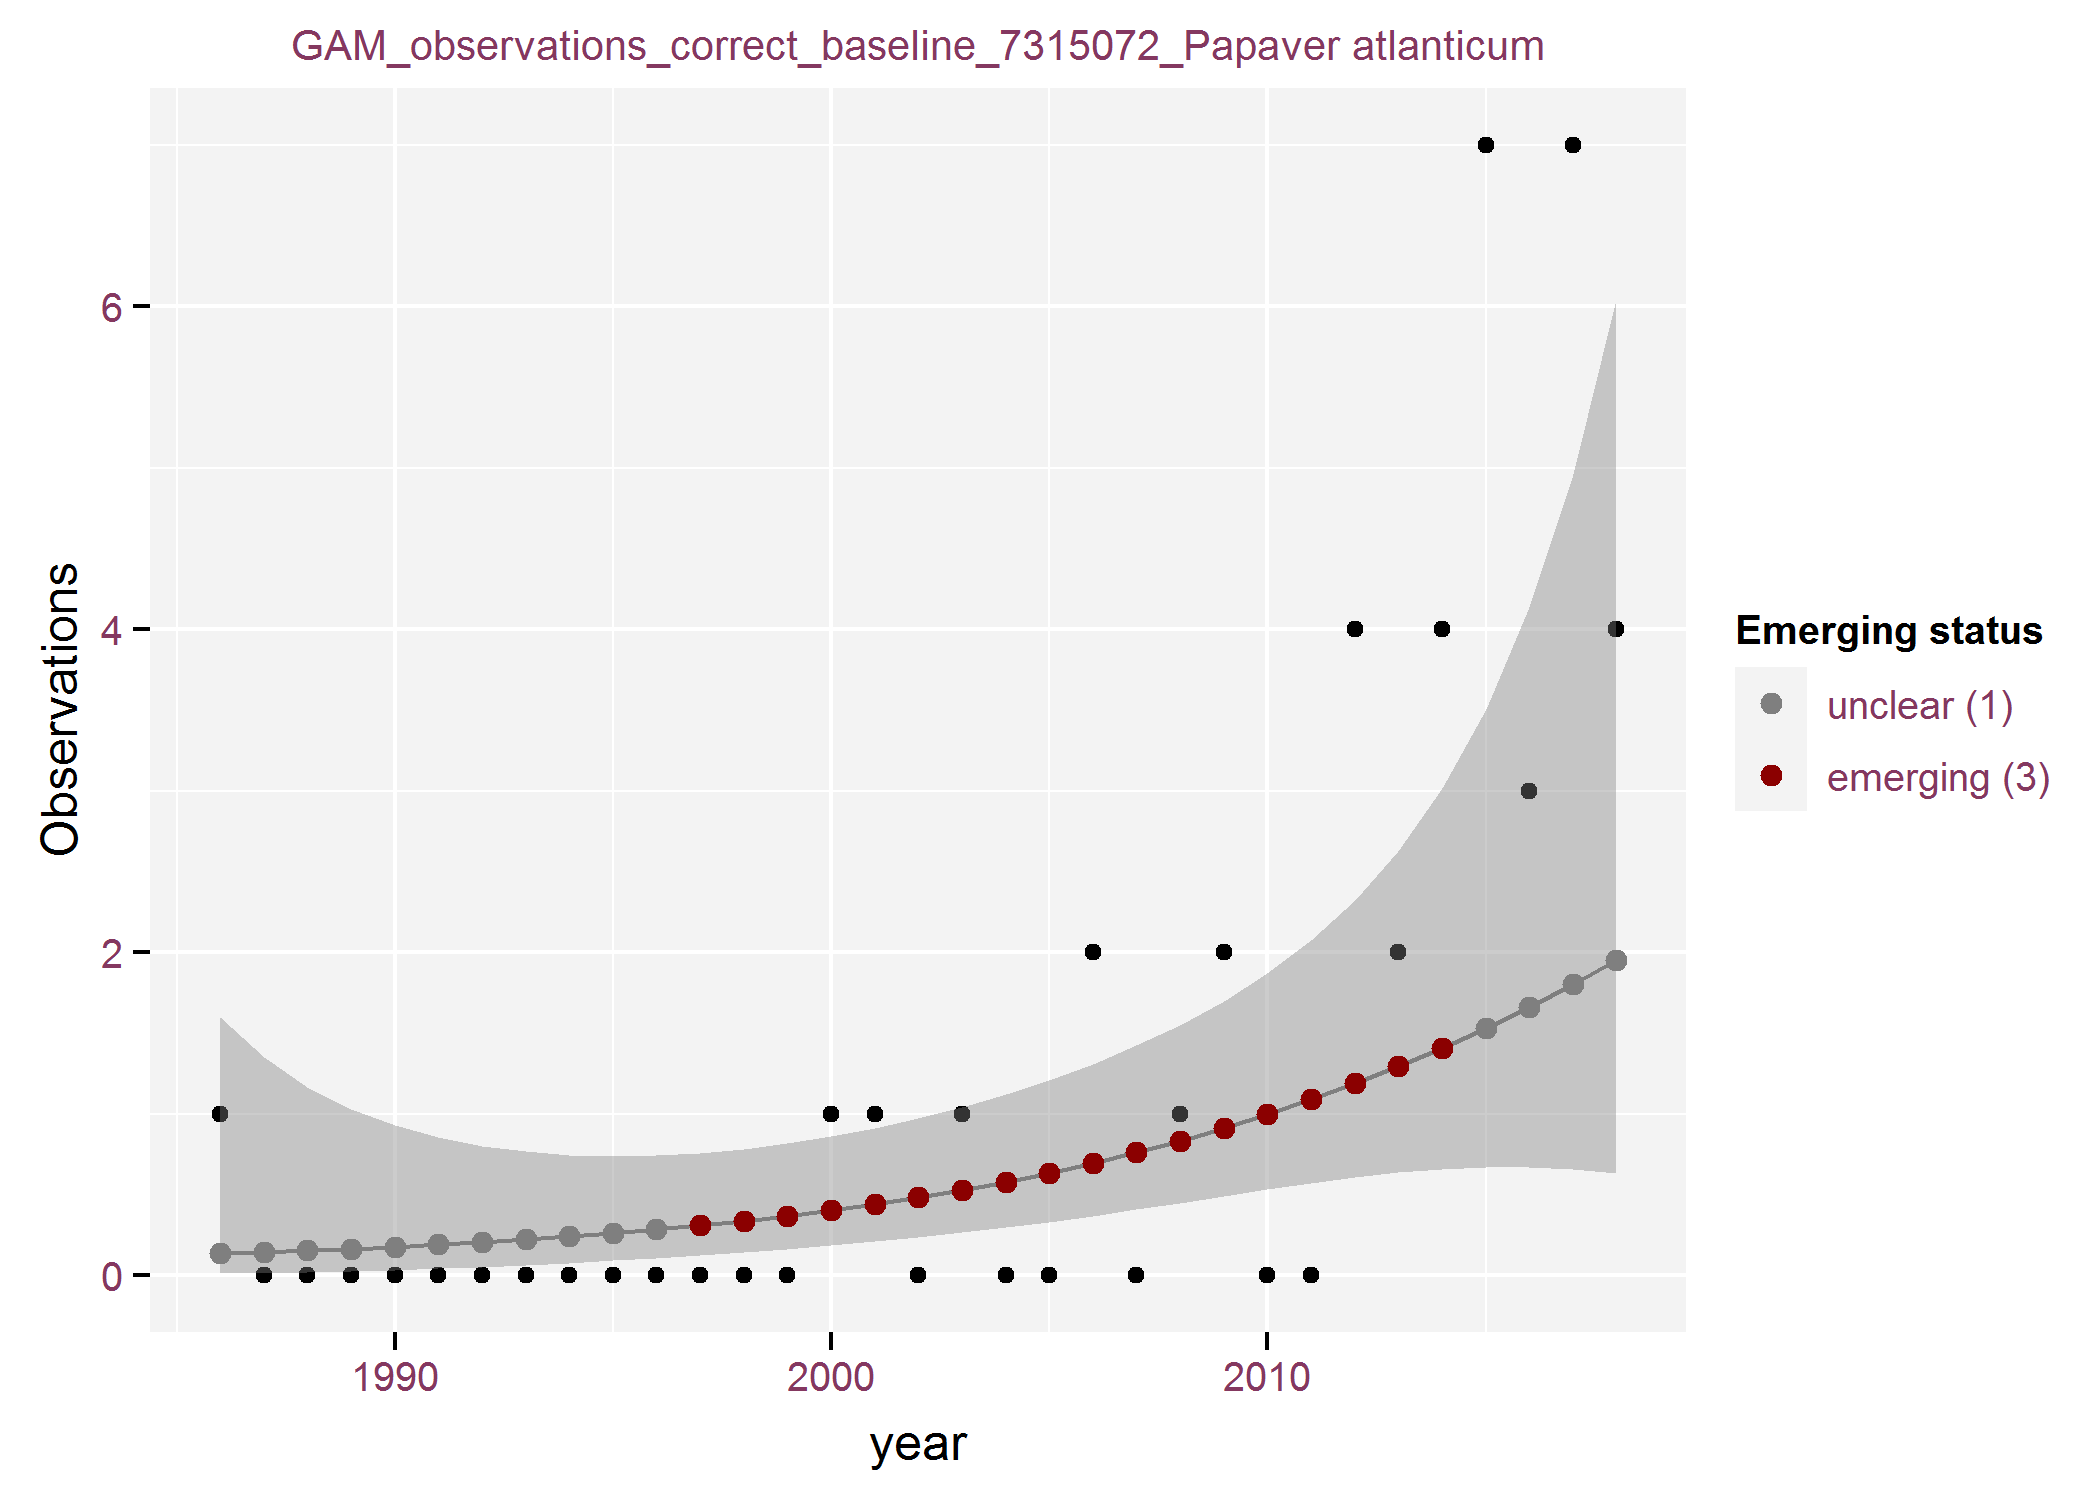 GAM_observations_correct_baseline_7315072_Papaver atlanticum
6
4
2
0
Observations
1990 2000 2010
year
Emerging status
unclear (1)
emerging (3)